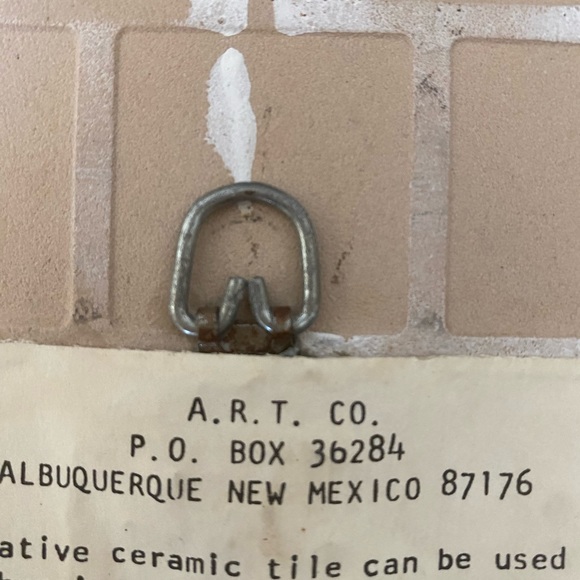 A.R.T. CO.
P.O. BOX 36284
ALBUQUERQUE NEW MEXICO 87176
ative ceramic tile can be used